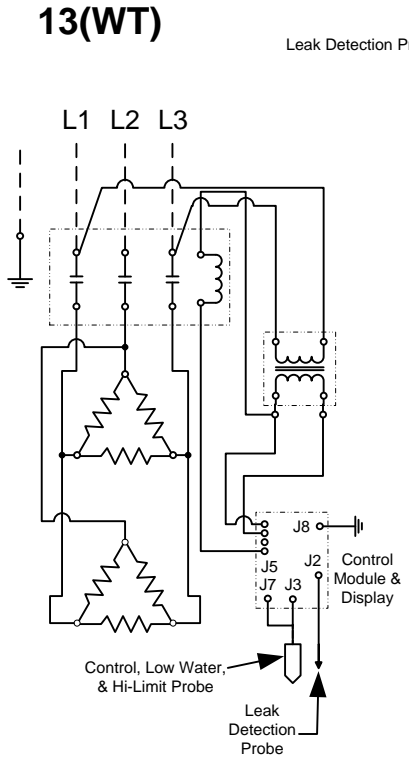 13(WT)
Leak Detection
L1 L2 L3
J8
J5
J2
J7 J3
Control
Module &
Display
Control, Low Water,
& Hi-Limit Probe
Leak
Detection
Probe